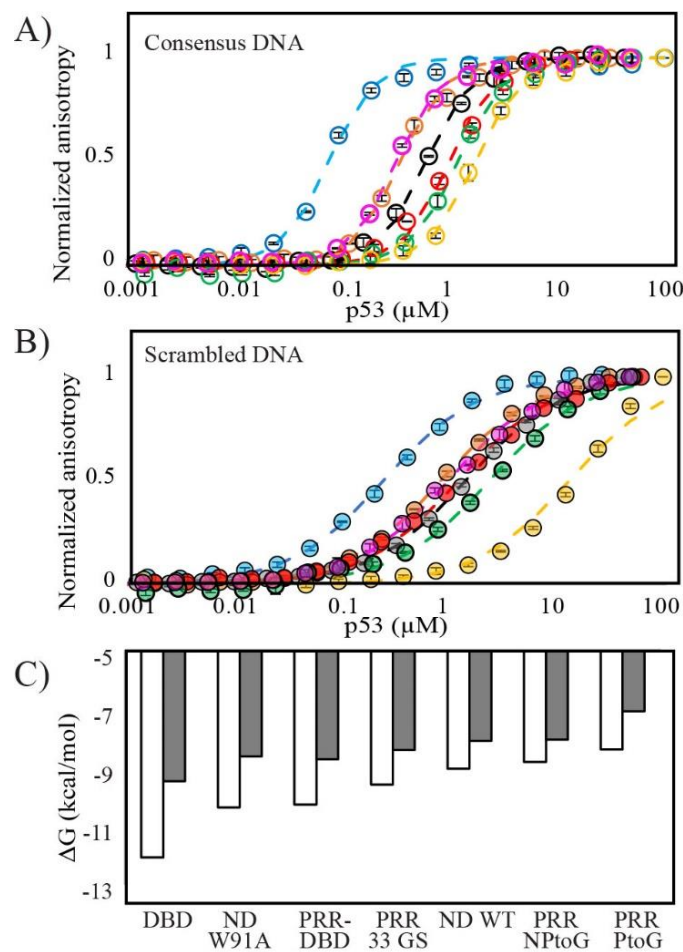 A)
Consensus DNA
Normalized anisotropy
1
0.5
0
0.001
0.01
0.1
1
10
100
p53 (µM)
B)
Scrambled DNA
Normalized anisotropy
1
0.5
0
0.001
0.01
0.1
1
10
100
p53 (µM)
C)
ΔG (kcal/mol)
-5
-7
-9
-11
-13
DBD
ND
W91A
PRR-
DBD
PRR
33 GS
ND WT
PRR
NPtoG
PRR
PtoG